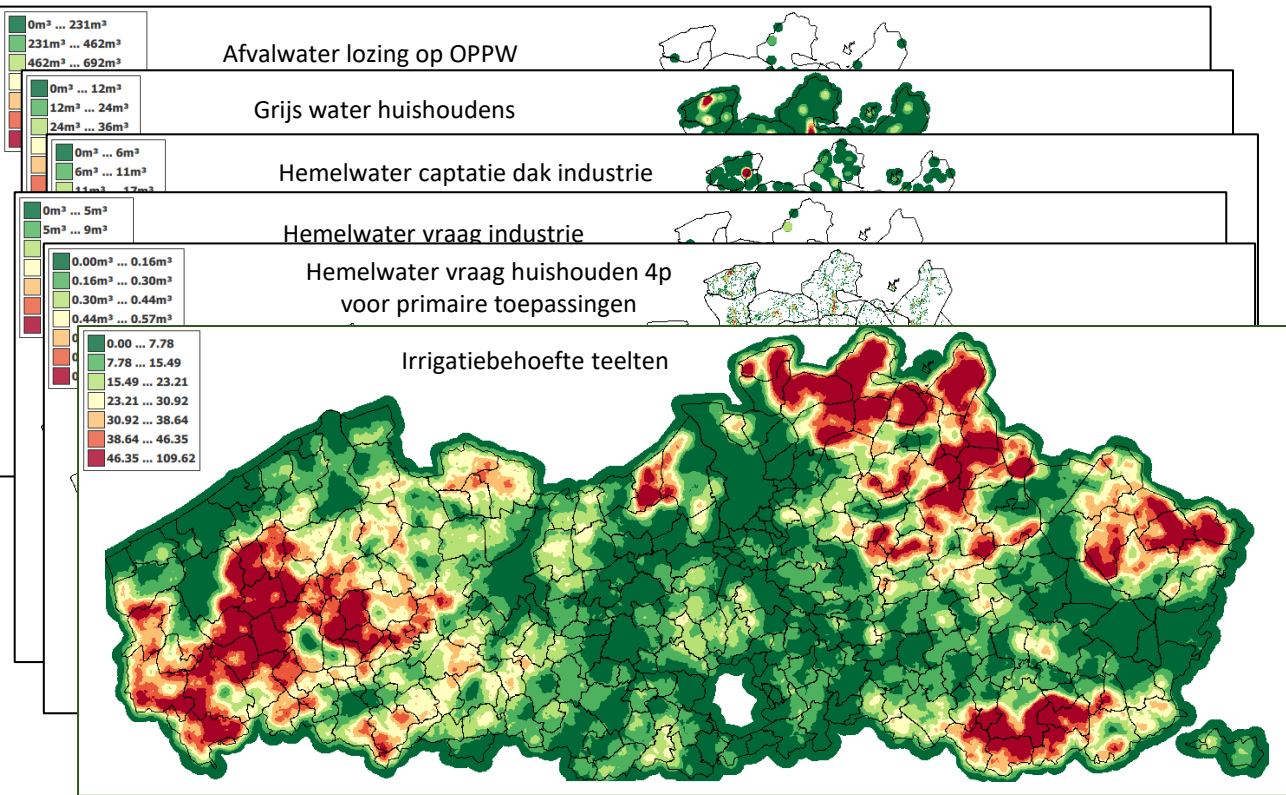 0m³ ... 231m³
231m³ ... 462m³
462m³ ... 692m³
Afvalwater lozing op OPPW
0m³ ... 12m³
12m³ ... 24m³
24m³ ... 36m³
Grijs water huishoudens
0m³ ... 6m³
6m³ ... 11m³
11m³ ... 17m³
Hemelwater captatie dak industrie
0m³ ... 5m³
5m³ ... 9m³
Hemelwater vraag industrie
0.00m³ ... 0.16m³
0.16m³ ... 0.30m³
0.30m³ ... 0.44m³
0.44m³ ... 0.57m³
Hemelwater vraag huishouden 4p
voor primaire toepassingen
0.00 ... 7.78
7.78 ... 15.49
15.49 ... 23.21
23.21 ... 30.92
30.92 ... 38.64
38.64 ... 46.35
46.35 ... 109.62
Irrigatiebehoefte teelten